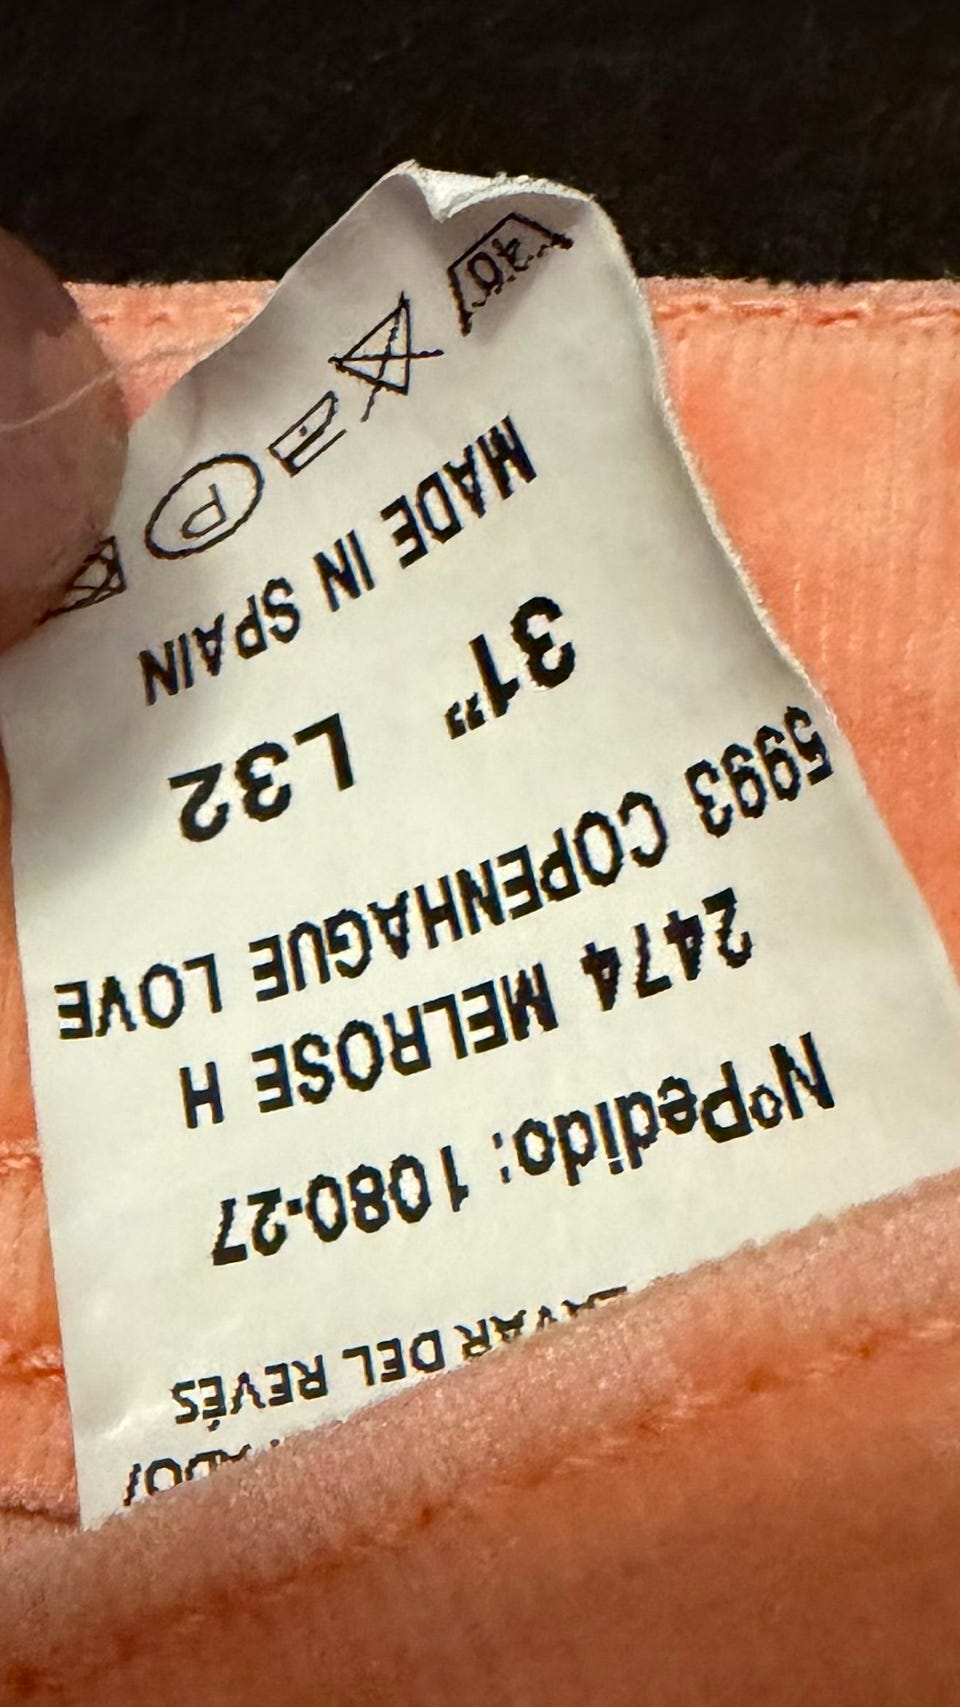 LAVAR DEL REVÉS
NºPedido: 1080-27
2474 MELROSE H
5993 COPENHAGUE LOVE
31” L32
MADE IN SPAIN
P